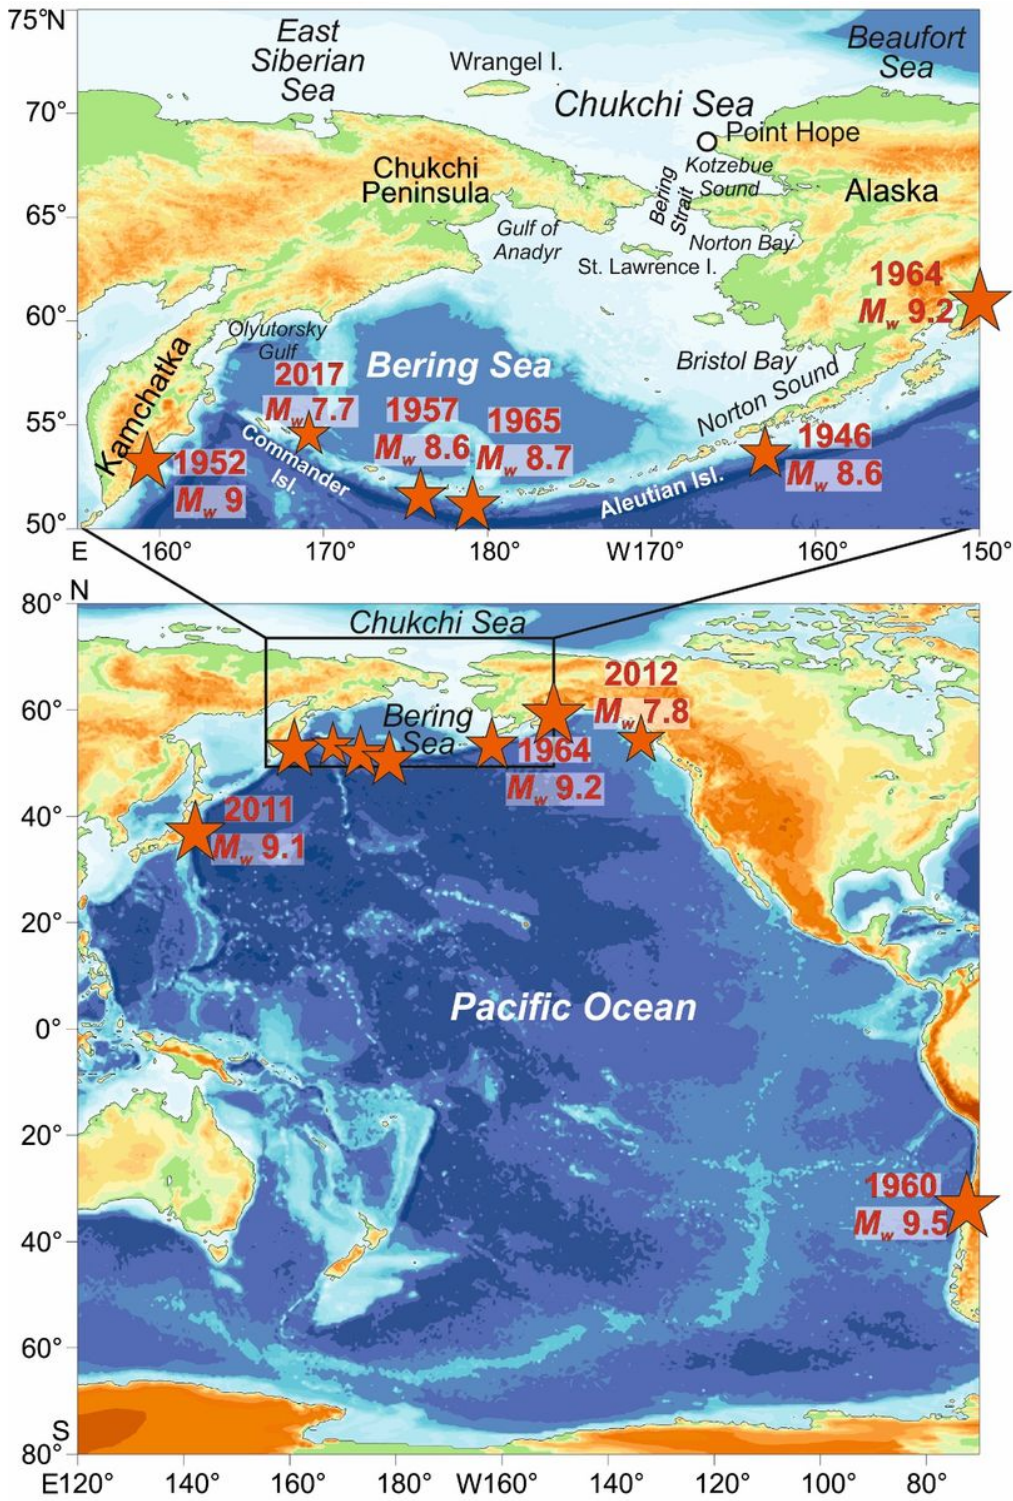 75°N
East
Siberian
Sea
Wrangel I.
Beaufort
Sea
70°
Chukchi Sea
Point Hope
Chukchi
Peninsula
Kotzebue
Sound
Bering
Strait
Alaska
65°
Gulf of
Anadyr
Norton Bay
St. Lawrence I.
1964
Mw 9.2
60°
Olyutorsky
Gulf
Bering Sea
Bristol Bay
Kamchatka
2017
Mw 7.7
1957
Mw 8.6
1965
Mw 8.7
Norton Sound
55°
Commander
Isl.
1946
Mw 8.6
1952
Mw 9
Aleutian Isl.
50°
E 160° 170° 180° W170° 160° 150°
N
80°
Chukchi Sea
2012
Mw 7.8
60°
Bering
Sea
1964
Mw 9.2
2011
Mw 9.1
40°
20°
Pacific Ocean
0°
20°
1960
Mw 9.5
40°
60°
S
80°
E120° 140° 160° 180° W160° 140° 120° 100° 80°